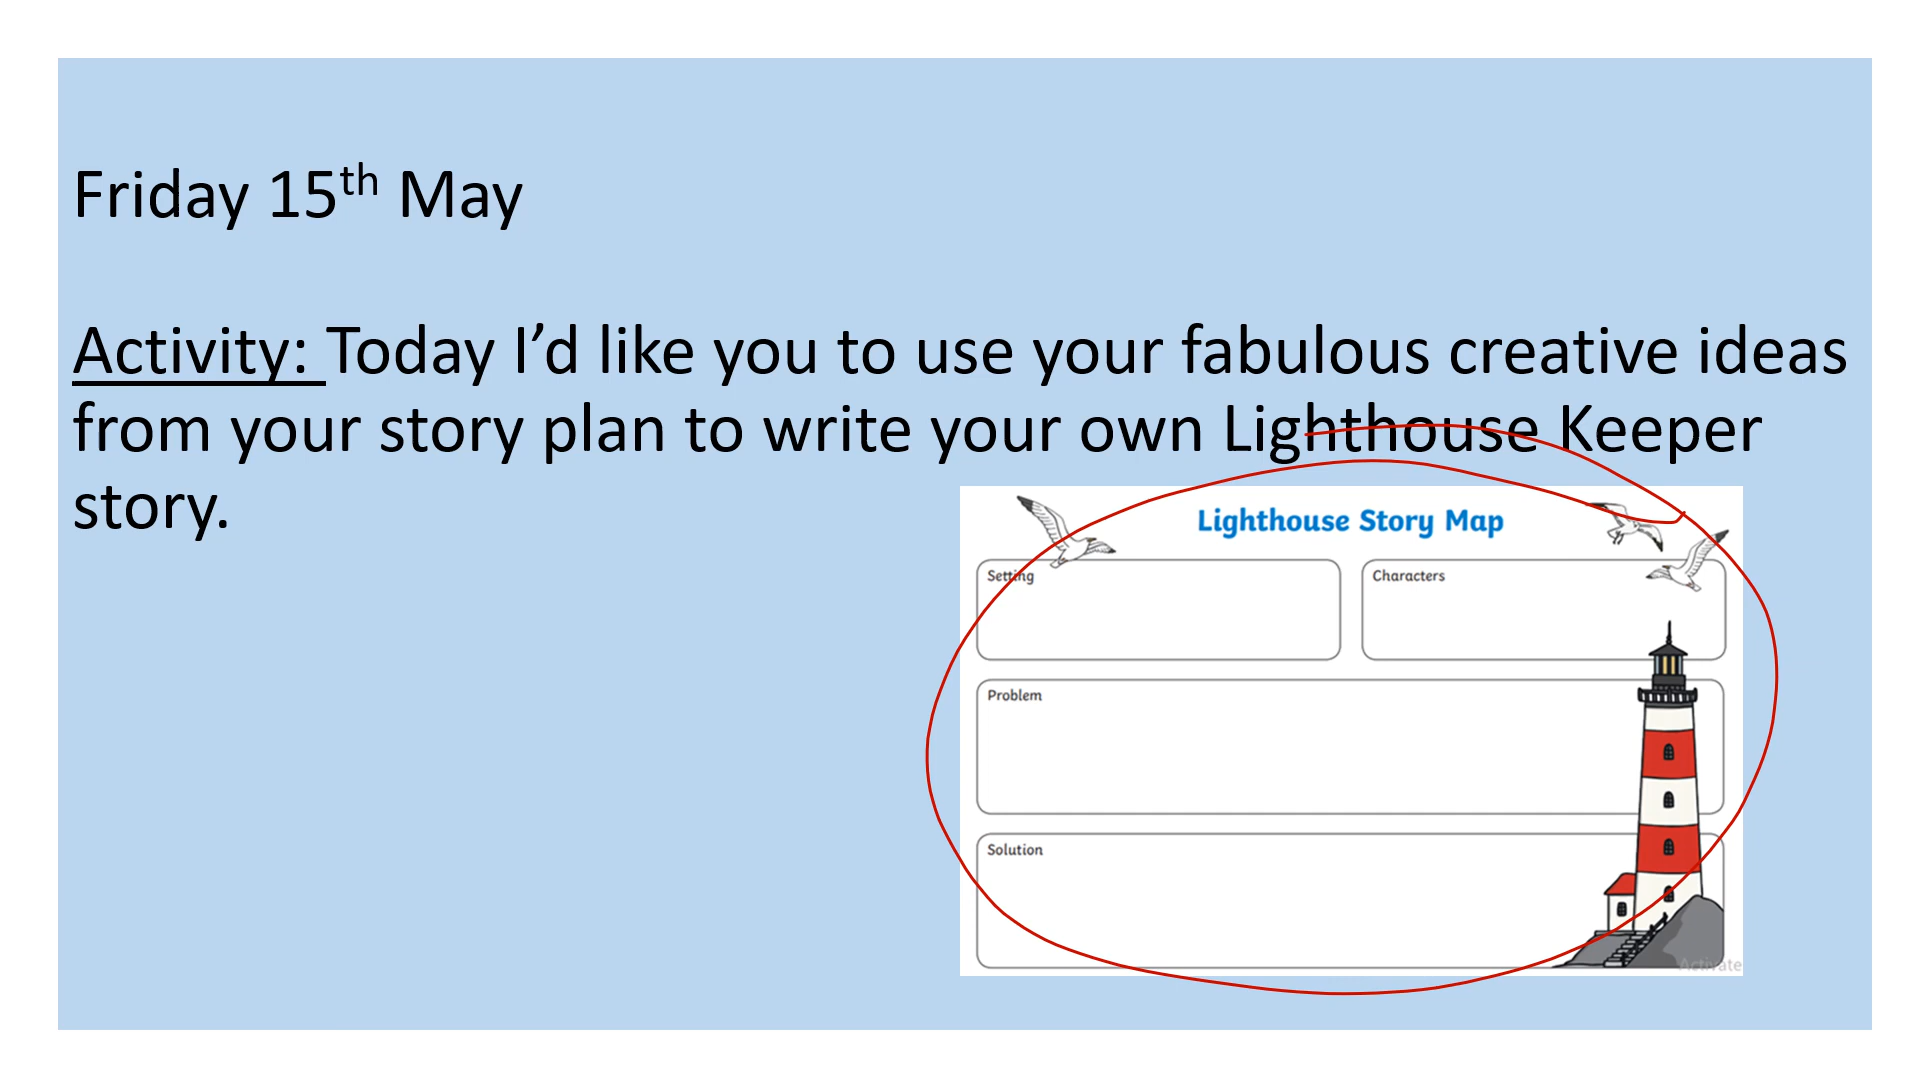 Friday 15th May
Activity: Today I’d like you to use your fabulous creative ideas
from your story plan to write your own Lighthouse Keeper
story.
Lighthouse Story Map
Setting
Characters
Problem
Solution
Activate